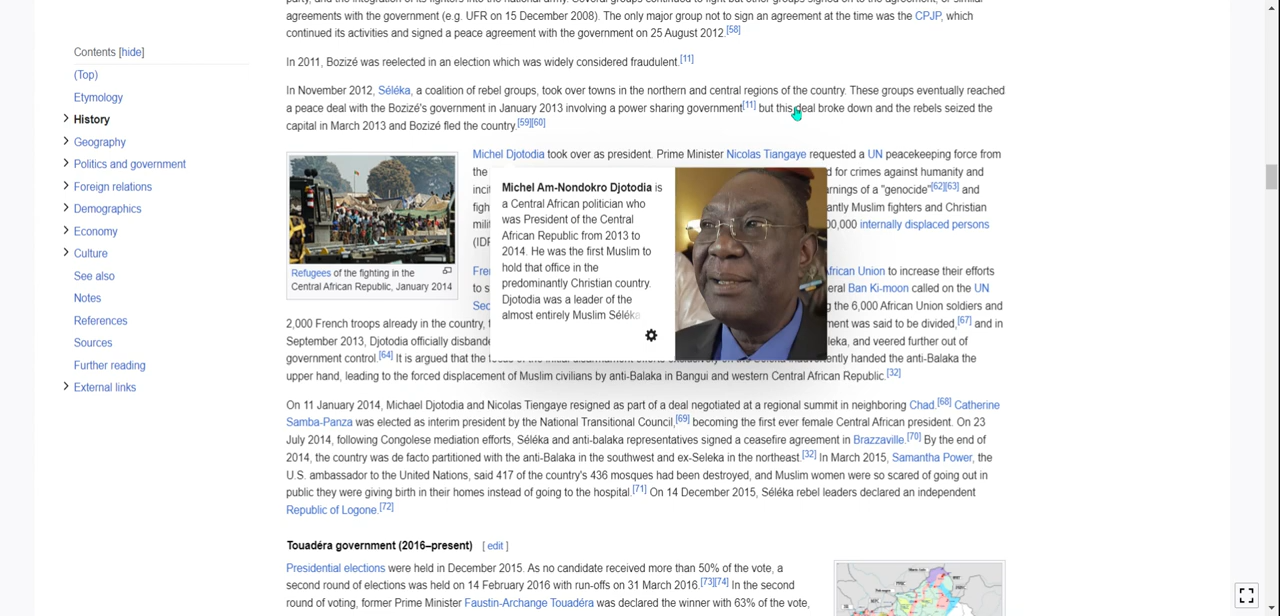 party, and the integration of its fighters into the national army. Several groups continued to fight but other groups signed on to the agreement, or similar
agreements with the government (e.g. UFR on 15 December 2008). The only major group not to sign an agreement at the time was the CPJP, which
continued its activities and signed a peace agreement with the government on 25 August 2012.[58]
In 2011, Bozizé was reelected in an election which was widely considered fraudulent.[11]
In November 2012, Séléka, a coalition of rebel groups, took over towns in the northern and central regions of the country. These groups eventually reached
a peace deal with the Bozizé's government in January 2013 involving a power sharing government[11] but this deal broke down and the rebels seized the
capital in March 2013 and Bozizé fled the country.[59][60]
Contents [hide]
(Top)
Etymology
History
Geography
Politics and government
Foreign relations
Demographics
Economy
Culture
See also
Notes
References
Sources
Further reading
External links
Refugees of the fighting in the
Central African Republic, January 2014
Michel Djotodia took over as president. Prime Minister Nicolas Tiangaye requested a UN peacekeeping force from
the
d for crimes against humanity and
arnings of a "genocide"[62][63] and
antly Muslim fighters and Christian
00,000 internally displaced persons
(IDP
Michel Am-Nondokro Djotodia is
a Central African politician who
was President of the Central
African Republic from 2013 to
2014. He was the first Muslim to
hold that office in the
predominantly Christian country.
Djotodia was a leader of the
almost entirely Muslim Séléka
African Union to increase their efforts
to s
eral Ban Ki-moon called on the UN
Sec
g the 6,000 African Union soldiers and
2,000 French troops already in the country,
ment was said to be divided,[67] and in
September 2013, Djotodia officially disbande
leka, and veered further out of
government control.[64] It is argued that the
ently handed the anti-Balaka the
upper hand, leading to the forced displacement of Muslim civilians by anti-Balaka in Bangui and western Central African Republic.[32]
On 11 January 2014, Michael Djotodia and Nicolas Tiengaye resigned as part of a deal negotiated at a regional summit in neighboring Chad.[68] Catherine
Samba-Panza was elected as interim president by the National Transitional Council,[69] becoming the first ever female Central African president. On 23
July 2014, following Congolese mediation efforts, Séléka and anti-balaka representatives signed a ceasefire agreement in Brazzaville.[70] By the end of
2014, the country was de facto partitioned with the anti-Balaka in the southwest and ex-Seleka in the northeast.[32] In March 2015, Samantha Power, the
U.S. ambassador to the United Nations, said 417 of the country's 436 mosques had been destroyed, and Muslim women were so scared of going out in
public they were giving birth in their homes instead of going to the hospital.[71] On 14 December 2015, Séléka rebel leaders declared an independent
Republic of Logone.[72]
Touadéra government (2016–present) [ edit ]
Presidential elections were held in December 2015. As no candidate received more than 50% of the vote, a
second round of elections was held on 14 February 2016 with run-offs on 31 March 2016.[73][74] In the second
round of voting, former Prime Minister Faustin-Archange Touadéra was declared the winner with 63% of the vote,